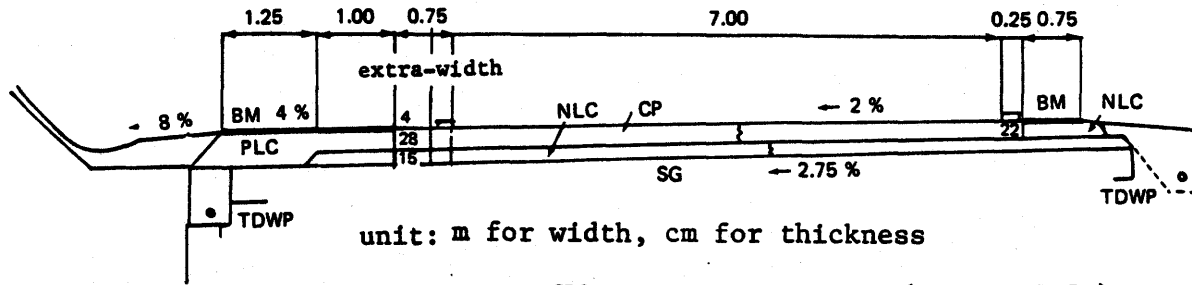 1.25 1.00 0.75 7.00 0.25 0.75
extra-width
8 % BM 4 % 4 NLC CP ← 2 % BM NLC
PLC 28 22
15 SG ← 2.75 %
TDWP TDWP
unit: m for width, cm for thickness